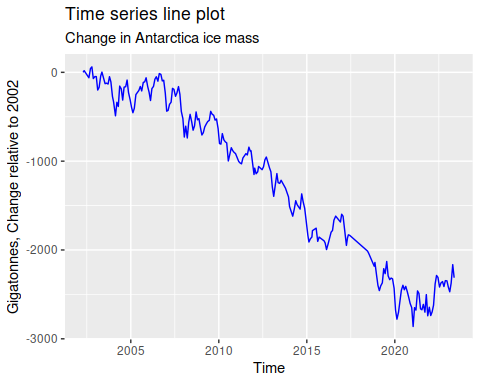 Time series line plot
Change in Antarctica ice mass
Gigatonnes, Change relative to 2002
0
-1000
-2000
-3000
2005 2010 2015 2020
Time